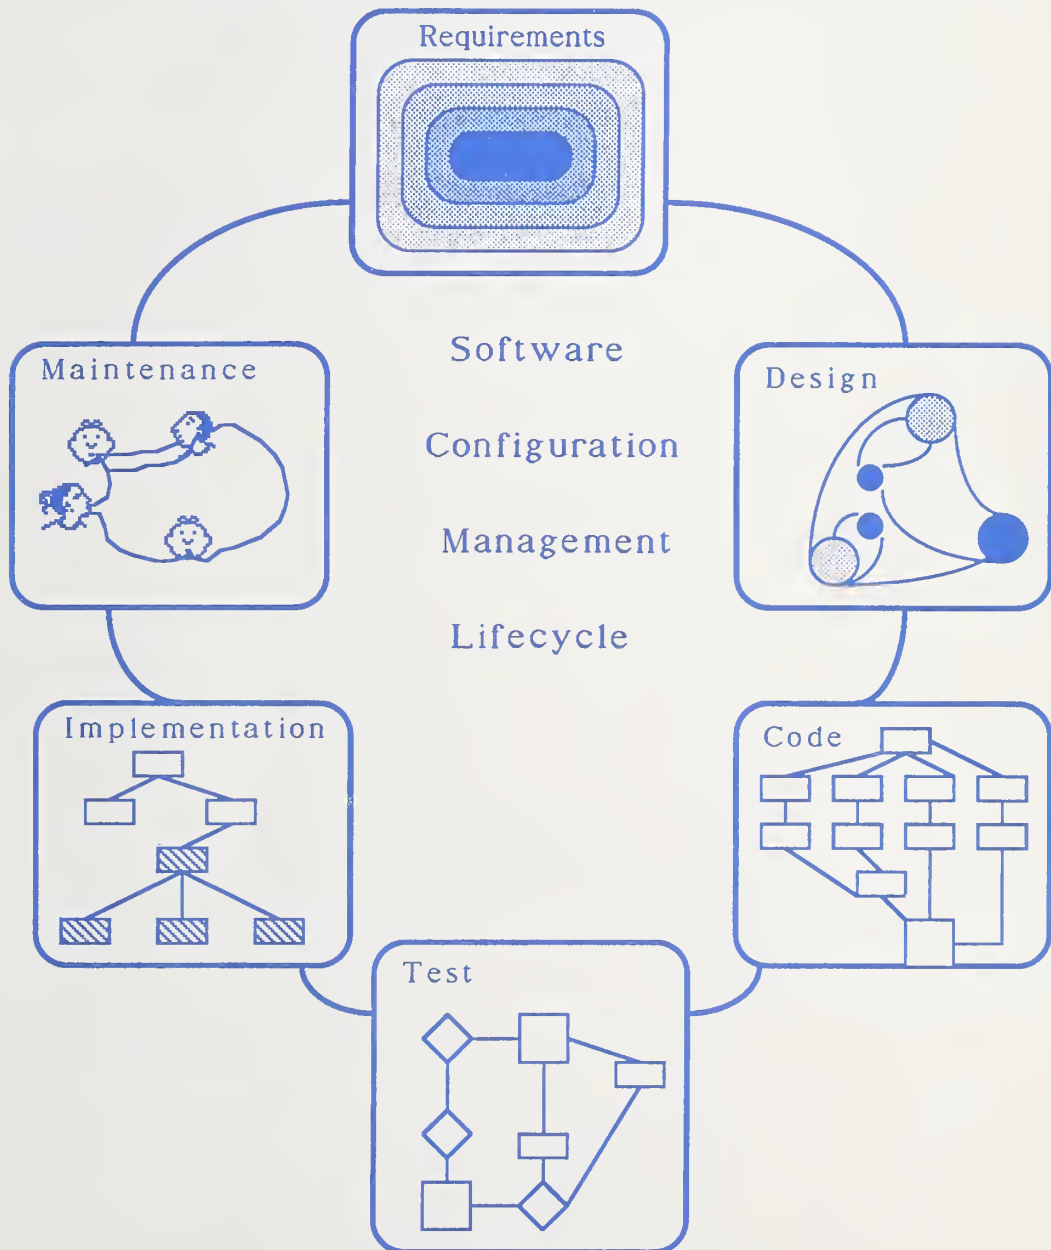 Requirements
Software
Configuration
Management
Lifecycle
Maintenance
Design
Implementation
Code
Test